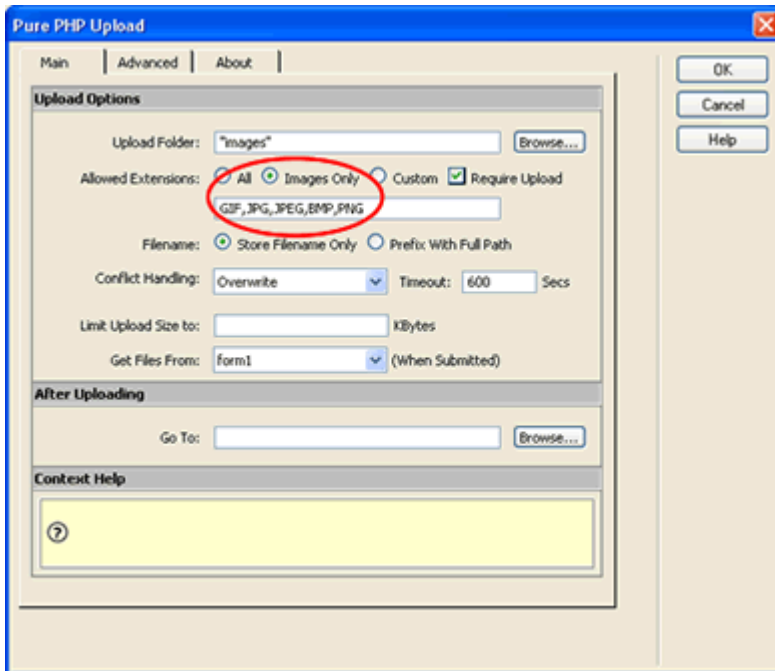 Pure PHP Upload
Main Advanced About
OK
Cancel
Help
Upload Options
Upload Folder: "images" Browse...
Allowed Extensions: All Images Only Custom Require Upload
GIF,JPG,JPEG,BMP,PNG
Filename: Store Filename Only Prefix With Full Path
Conflict Handling: Overwrite Timeout: 600 Secs
Limit Upload Size to: KBytes
Get Files From: form1 (When Submitted)
After Uploading
Go To: Browse...
Context Help
?